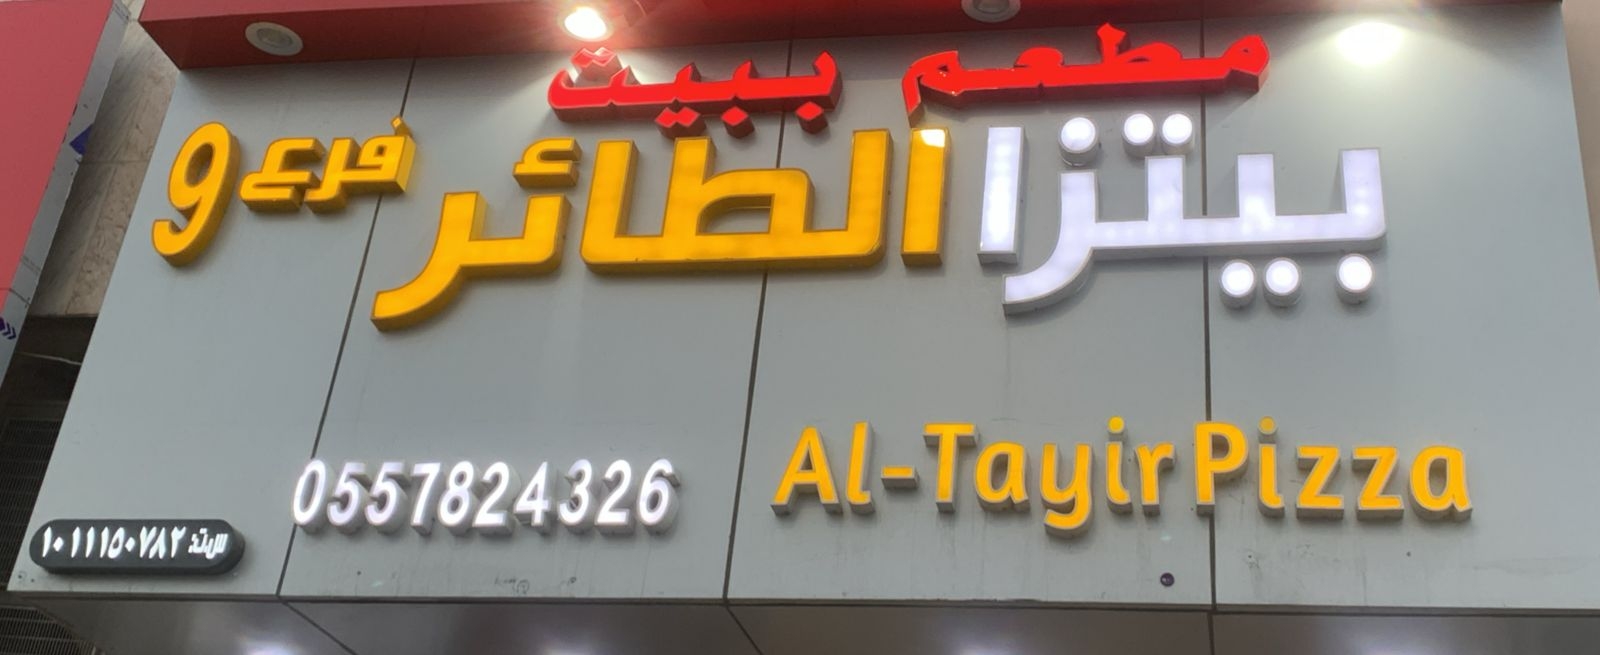 مطعم ببيت
بيتزا الطائر فرع 9
Al-Tayir Pizza
0557824326
س.ت: ١٠١١١٥٠٧٨٢